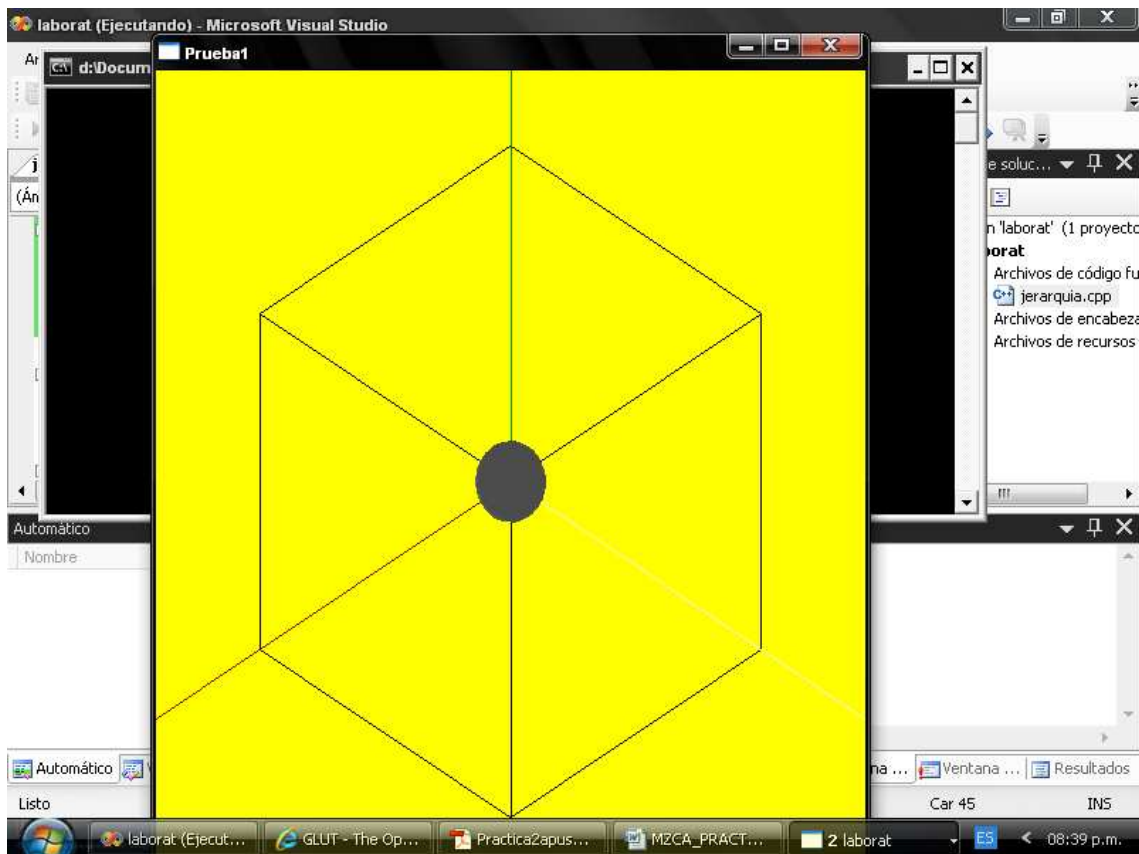 laborat (Ejecutando) - Microsoft Visual Studio
Prueba1
d:\Docum
e soluc...
(Án
n 'laborat' (1 proyecto
orat
Archivos de código fu
jerarquia.cpp
Archivos de encabeza
Archivos de recursos
Automático
Nombre
Automático
na ...
Ventana ...
Resultados
Listo
Car 45
INS
laborat (Ejecut...
GLUT - The Op...
Practica2apus...
MZCA_PRACT...
2 laborat
ES
08:39 p.m.